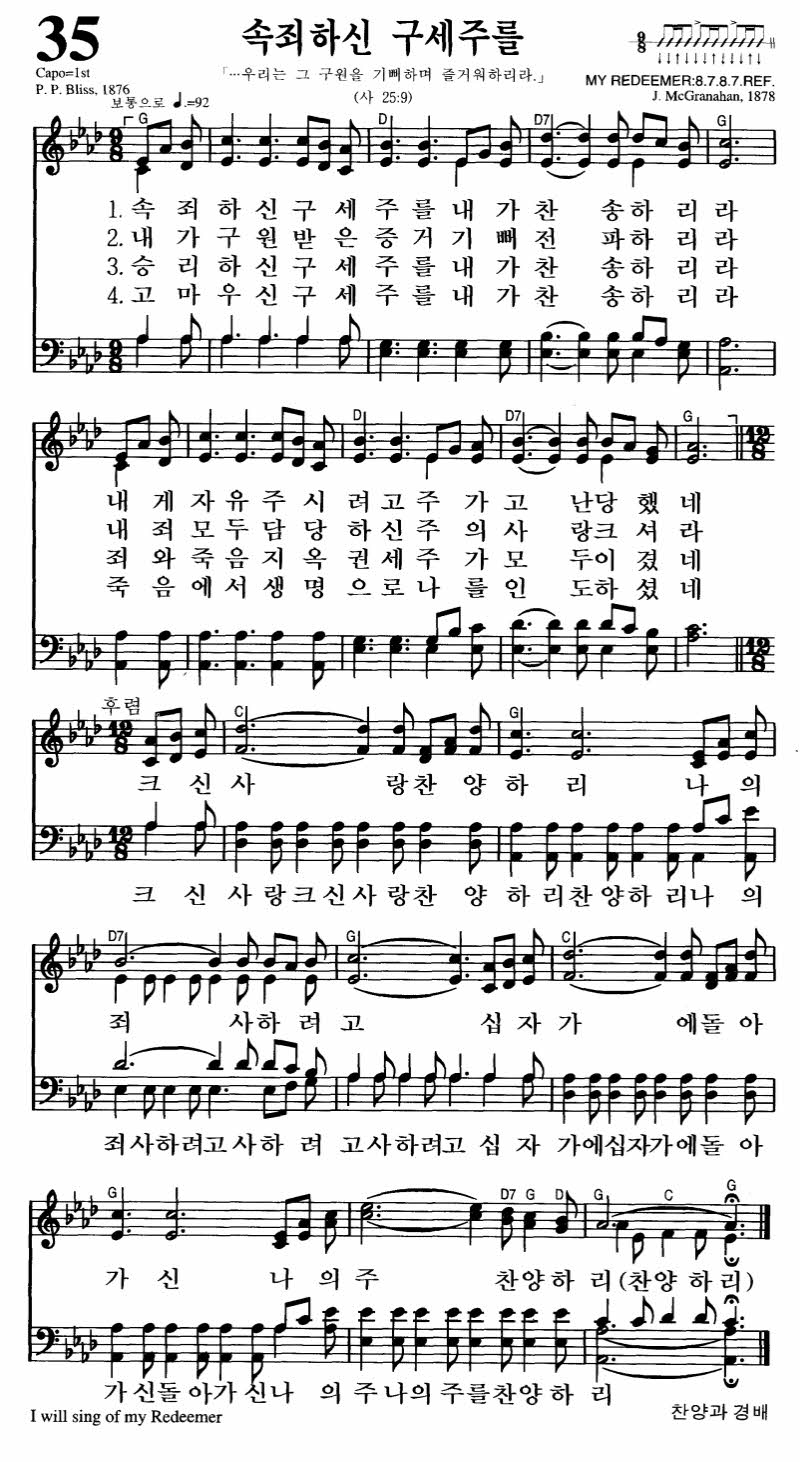 35
속죄하신 구세주를
9/8
Capo=1st
「…우리는 그 구원을 기뻐하며 즐거워하리라.」
MY REDEEMER:8.7.8.7.REF.
P. P. Bliss, 1876
보통으로 ♩.=92
(사 25:9)
J. McGranahan, 1878
G D D7 G
9/8
1. 속 죄 하 신 구 세 주 를 내 가 찬 송하 리 라
2. 내 가 구 원 받 은 증 거 기 뻐 전 파하 리 라
3. 승 리 하 신 구 세 주 를 내 가 찬 송하 리 라
4. 고 마 우 신 구 세 주 를 내 가 찬 송하 리 라
9/8
D D7 G
12/8
내 게 자 유 주 시 려 고 주 가 고 난당 했 네
내 죄 모 두 담 당 하 신 주 의 사 랑크 셔 라
죄 와 죽 음 지 옥 권 세 주 가 모 두이 겼 네
죽 음 에 서 생 명 으 로 나 를 인 도하 셨 네
12/8
후렴
C G
12/8
크 신 사 랑찬 양 하 리 나 의
12/8
크 신 사 랑크신사 랑찬 양 하 리찬 양하 리나 의
D7 G C
죄 사하 려 고 십 자 가 에돌 아
죄사하려고사하 려 고사하려고 십 자 가에십자가에돌 아
G D7 G D G C G
가 신 나 의 주 찬 양 하 리 (찬 양 하 리)
가 신돌 아가 신나 의 주나의 주를찬양 하 리
I will sing of my Redeemer
찬양과 경배